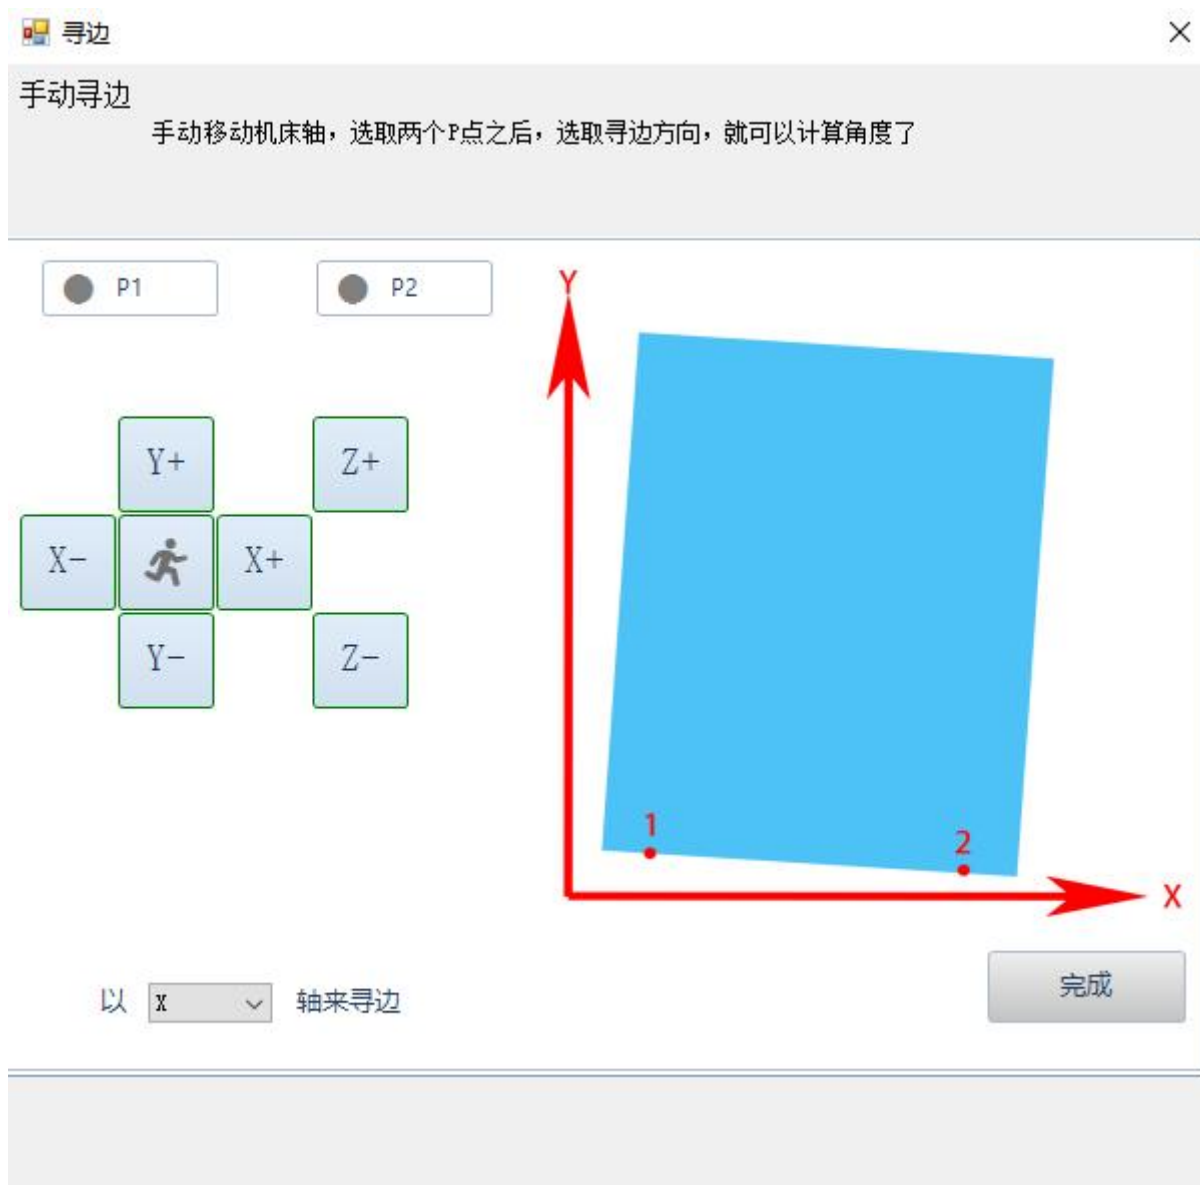 寻边
手动寻边
手动移动机床轴，选取两个P点之后，选取寻边方向，就可以计算角度了
P1
P2
Y
Y+
Z+
X-
X+
Y-
Z-
1
2
X
以 X 轴来寻边
完成